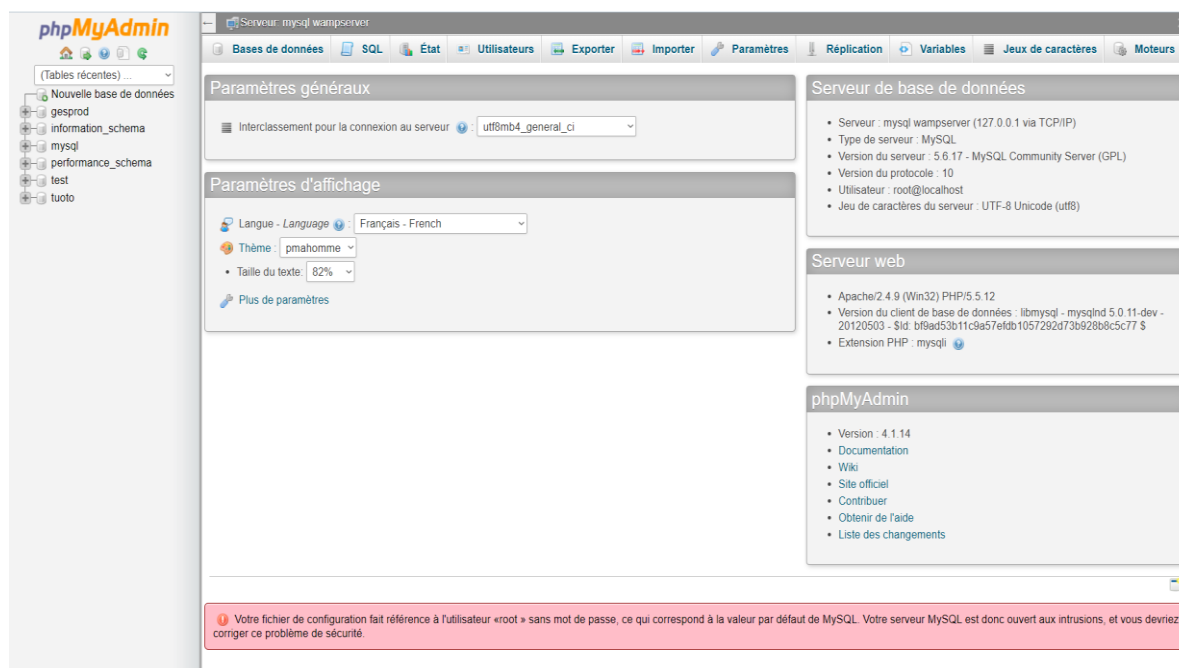 phpMyAdmin
(Tables récentes) ...
Nouvelle base de données
gesprod
information_schema
mysql
performance_schema
test
tuoto
Serveur: mysql wampserver
Bases de données SQL État Utilisateurs Exporter Importer Paramètres Réplication Variables Jeux de caractères Moteurs
Paramètres généraux
Interclassement pour la connexion au serveur : utf8mb4_general_ci
Paramètres d'affichage
Langue - Language : Français - French
Thème : pmahomme
• Taille du texte: 82%
Plus de paramètres
Serveur de base de données
• Serveur : mysql wampserver (127.0.0.1 via TCP/IP)
• Type de serveur : MySQL
• Version du serveur : 5.6.17 - MySQL Community Server (GPL)
• Version du protocole : 10
• Utilisateur : root@localhost
• Jeu de caractères du serveur : UTF-8 Unicode (utf8)
Serveur web
• Apache/2.4.9 (Win32) PHP/5.5.12
• Version du client de base de données : libmysql - mysqlnd 5.0.11-dev -
20120503 - $Id: bf9ad53b11c9a57efdb1057292d73b928b8c5c77 $
• Extension PHP : mysqli
phpMyAdmin
• Version : 4.1.14
• Documentation
• Wiki
• Site officiel
• Contribuer
• Obtenir de l'aide
• Liste des changements
Votre fichier de configuration fait référence à l'utilisateur «root » sans mot de passe, ce qui correspond à la valeur par défaut de MySQL. Votre serveur MySQL est donc ouvert aux intrusions, et vous devriez
corriger ce problème de sécurité.